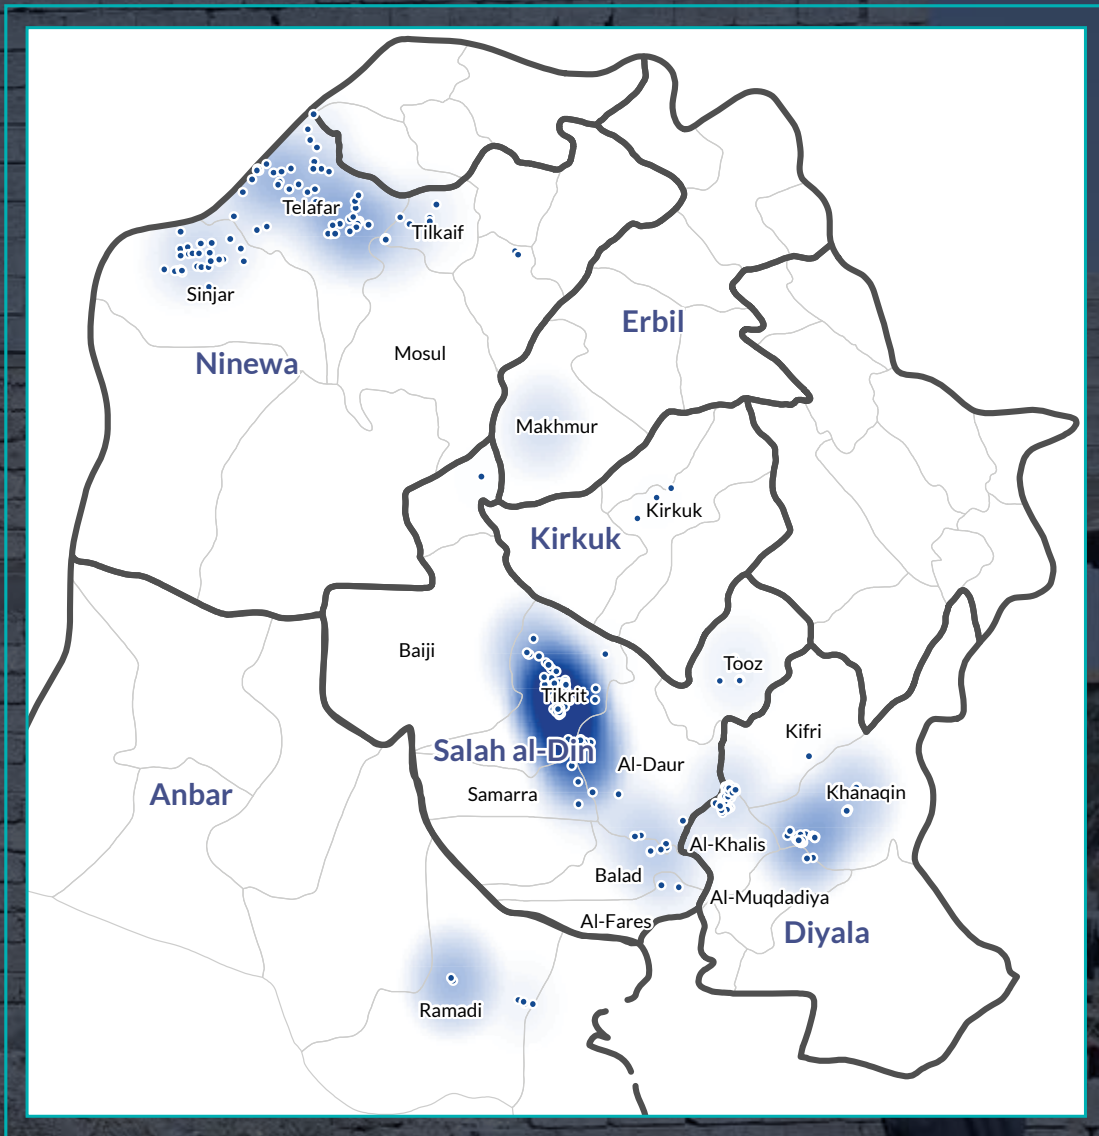 Telafar
Tilkaif
Sinjar
Erbil
Ninewa
Mosul
Makhmur
Kirkuk
Kirkuk
Baiji
Tooz
Tikrit
Kifri
Salah al-Din
Al-Daur
Anbar
Samarra
Khanaqin
Al-Khalis
Balad
Al-Muqdadiya
Al-Fares
Diyala
Ramadi